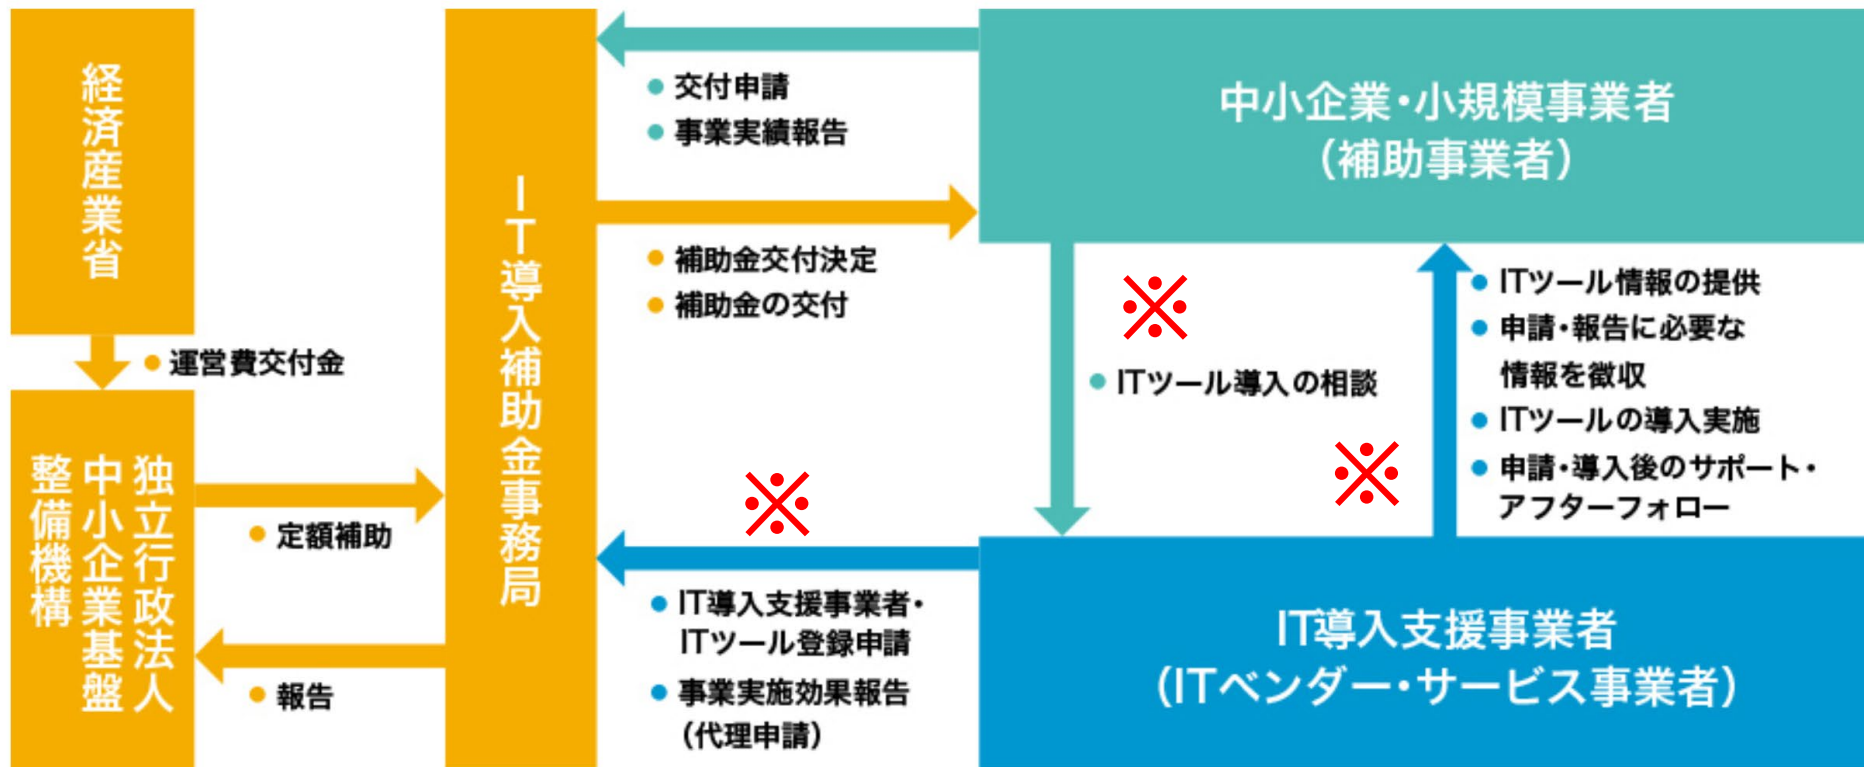 経済産業省
● 運営費交付金
独立行政法人
中小企業基盤
整備機構
● 定額補助
● 報告
IT導入補助金事務局
● 交付申請
● 事業実績報告
● 補助金交付決定
● 補助金の交付
中小企業・小規模事業者
（補助事業者）
※
● ITツール導入の相談
● ITツール情報の提供
● 申請・報告に必要な
情報を徴収
● ITツールの導入実施
● 申請・導入後のサポート・
アフターフォロー
※
※
● IT導入支援事業者・
ITツール登録申請
● 事業実施効果報告
（代理申請）
IT導入支援事業者
（ITベンダー・サービス事業者）